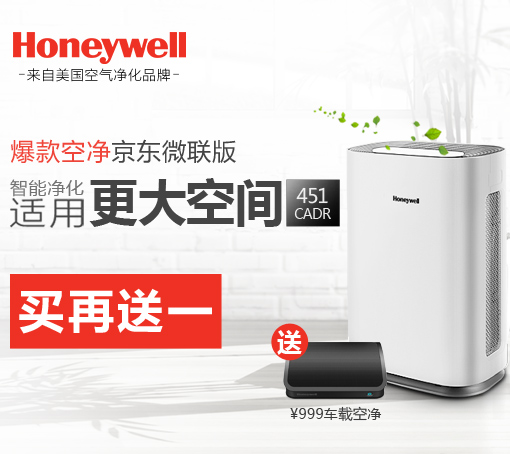 Honeywell
-来自美国空气净化品牌-
爆款空净京东微联版
智能净化
适用
更大空间
451
CADR
Honeywell
买再送一
送
¥999车载空净